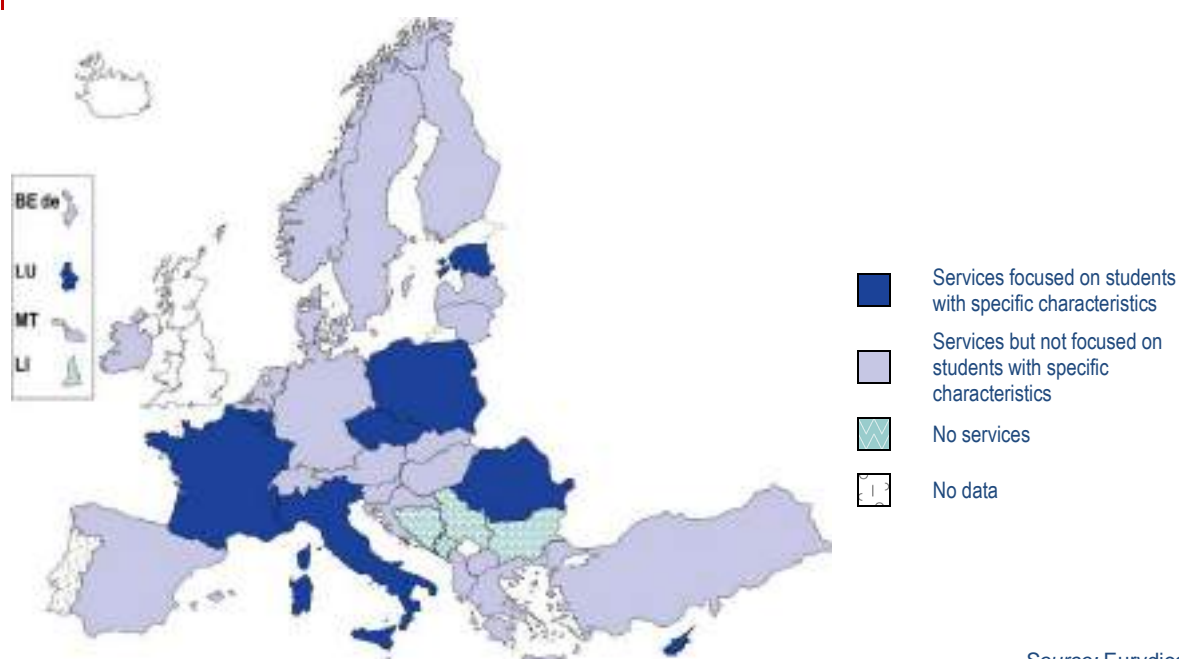 BE de
LU
MT
LI
Services focused on students
with specific characteristics
Services but not focused on
students with specific
characteristics
No services
No data
Source: